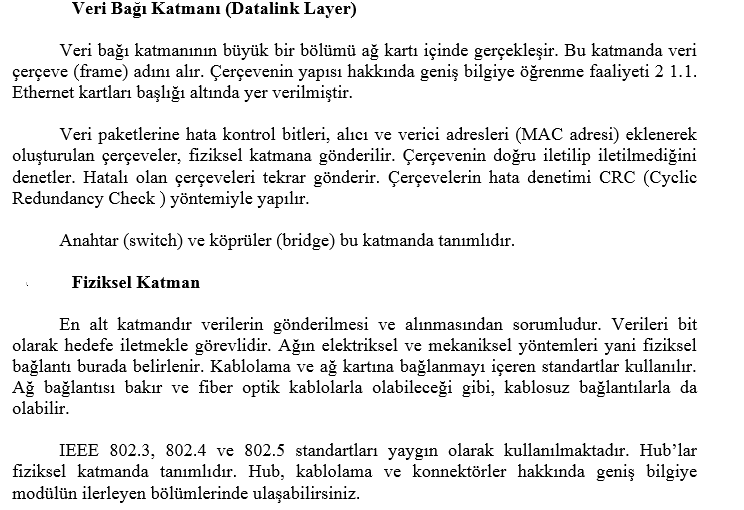 Veri Bağı Katmanı (Datalink Layer)
Veri bağı katmanının büyük bir bölümü ağ kartı içinde gerçekleşir. Bu katmanda veri
çerçeve (frame) adını alır. Çerçevenin yapısı hakkında geniş bilgiye öğrenme faaliyeti 2 1.1.
Ethernet kartları başlığı altında yer verilmiştir.
Veri paketlerine hata kontrol bitleri, alıcı ve verici adresleri (MAC adresi) eklenerek
oluşturulan çerçeveler, fiziksel katmana gönderilir. Çerçevenin doğru iletilip iletilmediğini
denetler. Hatalı olan çerçeveleri tekrar gönderir. Çerçevelerin hata denetimi CRC (Cyclic
Redundancy Check ) yöntemiyle yapılır.
Anahtar (switch) ve köprüler (bridge) bu katmanda tanımlıdır.
Fiziksel Katman
En alt katmandır verilerin gönderilmesi ve alınmasından sorumludur. Verileri bit
olarak hedefe iletmekle görevlidir. Ağın elektriksel ve mekaniksel yöntemleri yani fiziksel
bağlantı burada belirlenir. Kablolama ve ağ kartına bağlanmayı içeren standartlar kullanılır.
Ağ bağlantısı bakır ve fiber optik kablolarla olabileceği gibi, kablosuz bağlantılarla da
olabilir.
IEEE 802.3, 802.4 ve 802.5 standartları yaygın olarak kullanılmaktadır. Hub’lar
fiziksel katmanda tanımlıdır. Hub, kablolama ve konnektörler hakkında geniş bilgiye
modülün ilerleyen bölümlerinde ulaşabilirsiniz.